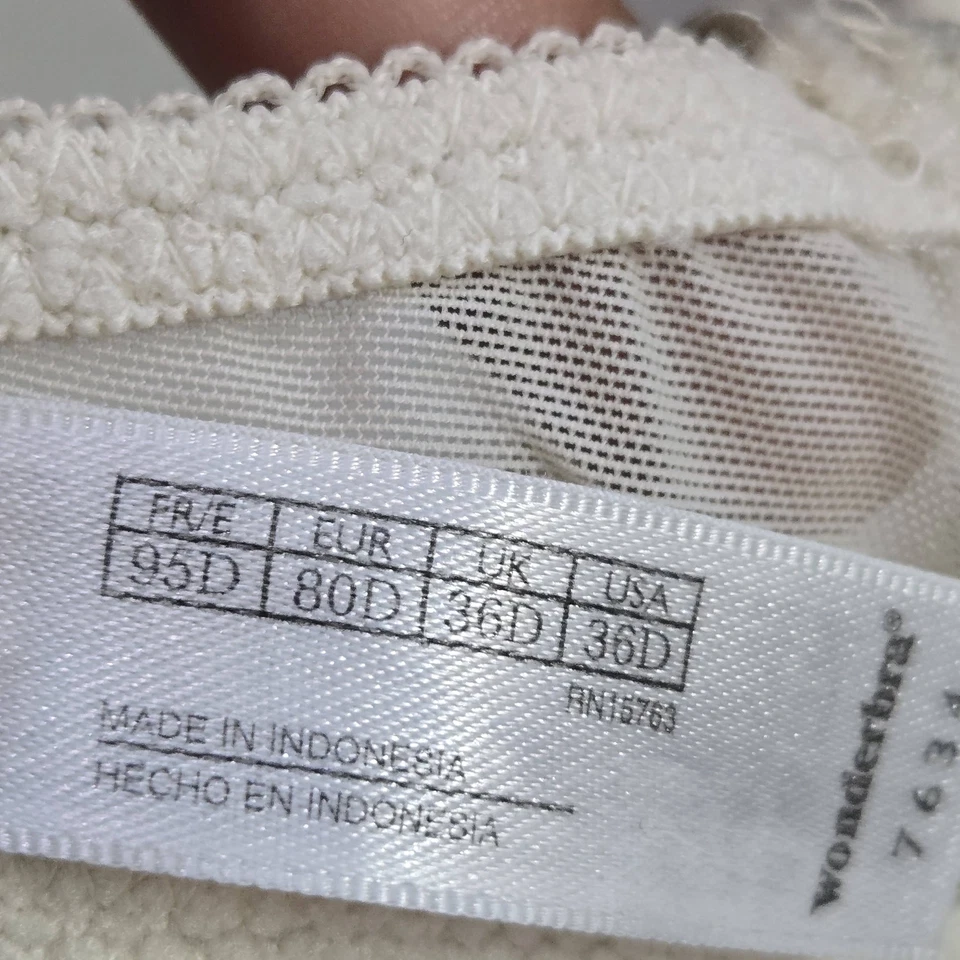 FR/E EUR UK USA
95D 80D 36D 36D
RN15763
MADE IN INDONESIA
HECHO EN INDONESIA
wonderbra®
7634